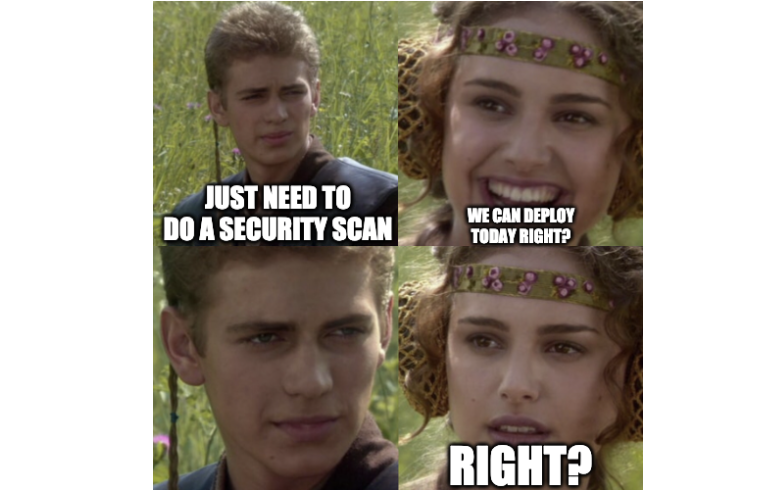 JUST NEED TO
DO A SECURITY SCAN
WE CAN DEPLOY
TODAY RIGHT?
RIGHT?